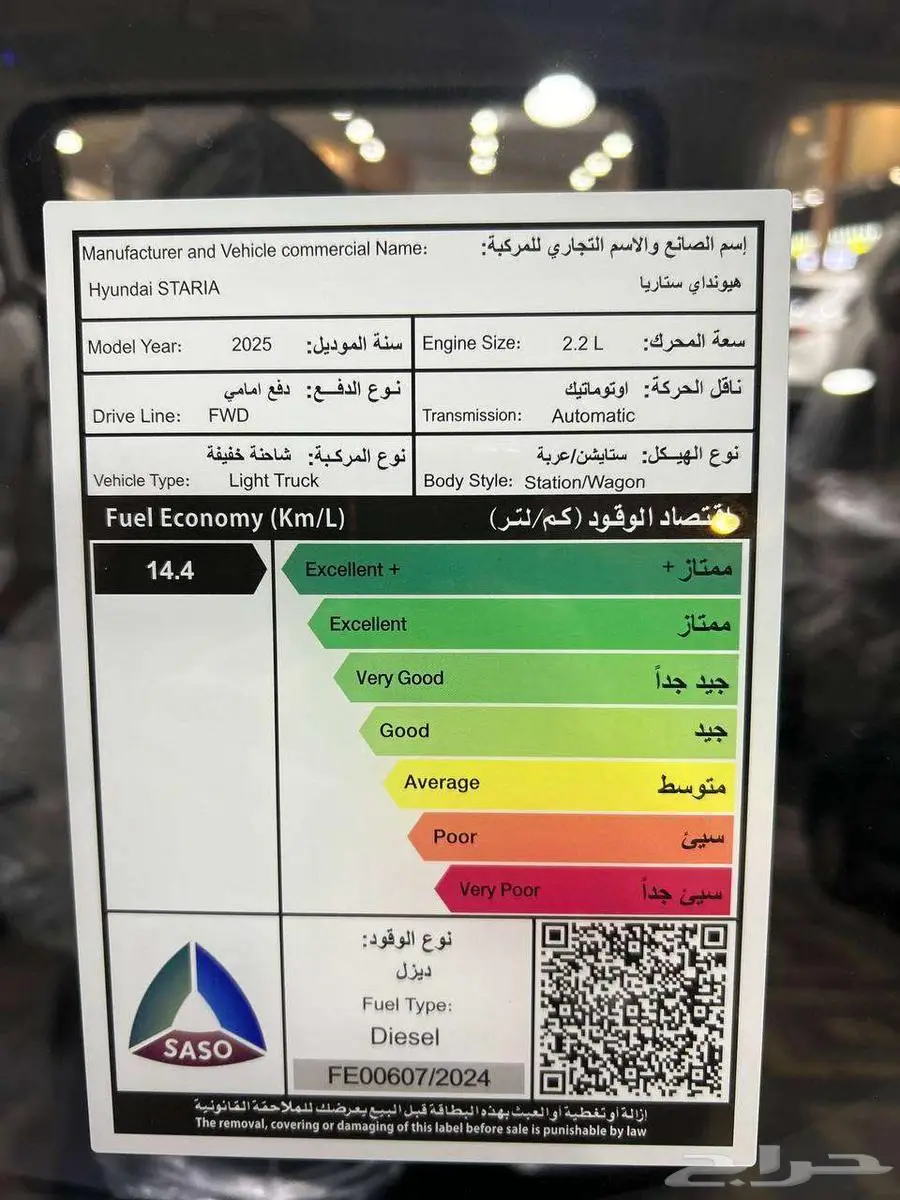 Manufacturer and Vehicle commercial Name: إسم الصانع والاسم التجاري للمركبة:
Hyundai STARIA هيونداي ستاريا
Model Year: 2025 سنة الموديل:
Engine Size: 2.2 L سعة المحرك:
نـوع الدفـــع: دفع امامي
Drive Line: FWD
ناقل الحركة: اوتوماتيك
Transmission: Automatic
نوع المركـبة: شاحنة خفيفة
Vehicle Type: Light Truck
نوع الهيـكل: ستايشن/عربة
Body Style: Station/Wagon
Fuel Economy (Km/L) اقتصاد الوقود (كم/لتر)
14.4
Excellent + ممتاز +
Excellent ممتاز
Very Good جيد جداً
Good جيد
Average متوسط
Poor سيئ
Very Poor سيئ جداً
SASO
نوع الوقود:
ديزل
Fuel Type:
Diesel
FE00607/2024
إزالة أو تغطية أو العبث بهذه البطاقة قبل البيع يعرضك للملاحقة القانونية
The removal, covering or damaging of this label before sale is punishable by law
حراج